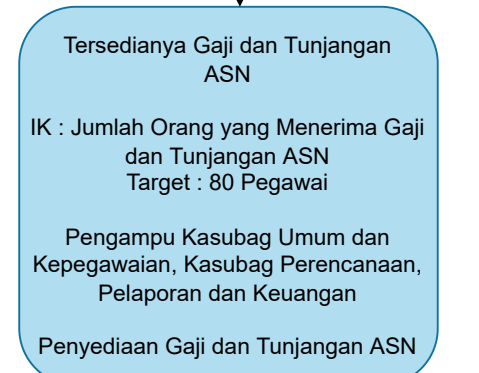 Tersedianya Gaji dan Tunjangan
ASN
IK : Jumlah Orang yang Menerima Gaji
dan Tunjangan ASN
Target : 80 Pegawai
Pengampu Kasubag Umum dan
Kepegawaian, Kasubag Perencanaan,
Pelaporan dan Keuangan
Penyediaan Gaji dan Tunjangan ASN